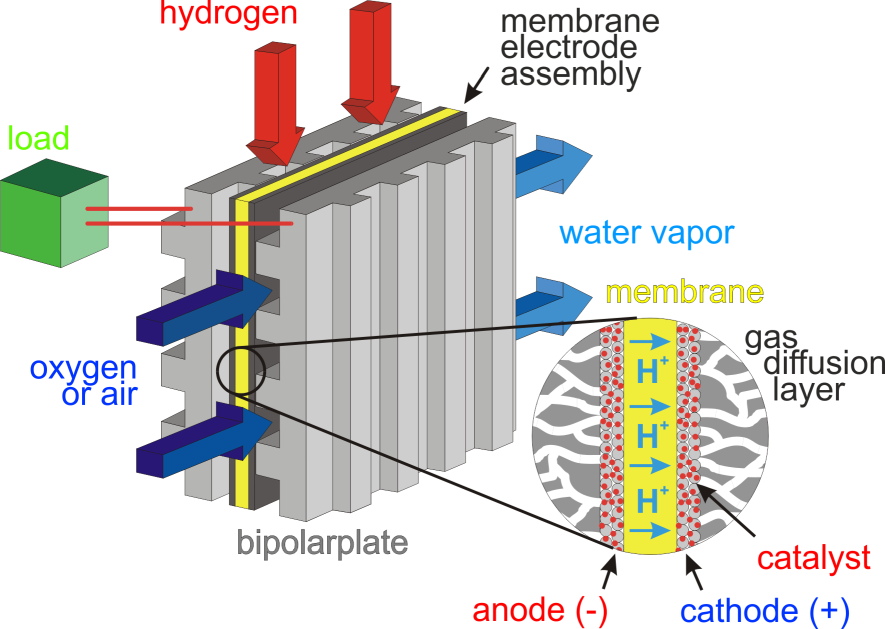 hydrogen
membrane
electrode
assembly
load
water vapor
membrane
gas
diffusion
layer
oxygen
or air
H+
H+
H+
bipolarplate
catalyst
anode (-)
cathode (+)